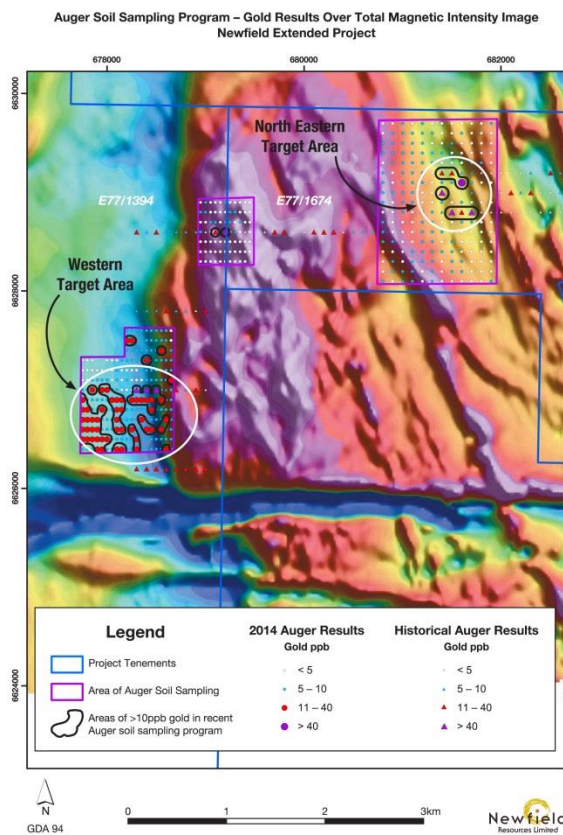 Auger Soil Sampling Program – Gold Results Over Total Magnetic Intensity Image
Newfield Extended Project
678000
680000
682000
6630000
6628000
6626000
6624000
North Eastern
Target Area
E77/1394
E77/1674
Western
Target Area
Legend
Project Tenements
Area of Auger Soil Sampling
Areas of >10ppb gold in recent
Auger soil sampling program
2014 Auger Results
Gold ppb
< 5
5 – 10
11 – 40
> 40
Historical Auger Results
Gold ppb
< 5
5 – 10
11 – 40
> 40
N
GDA 94
0
1
2
3km
Newfield
Resources Limited